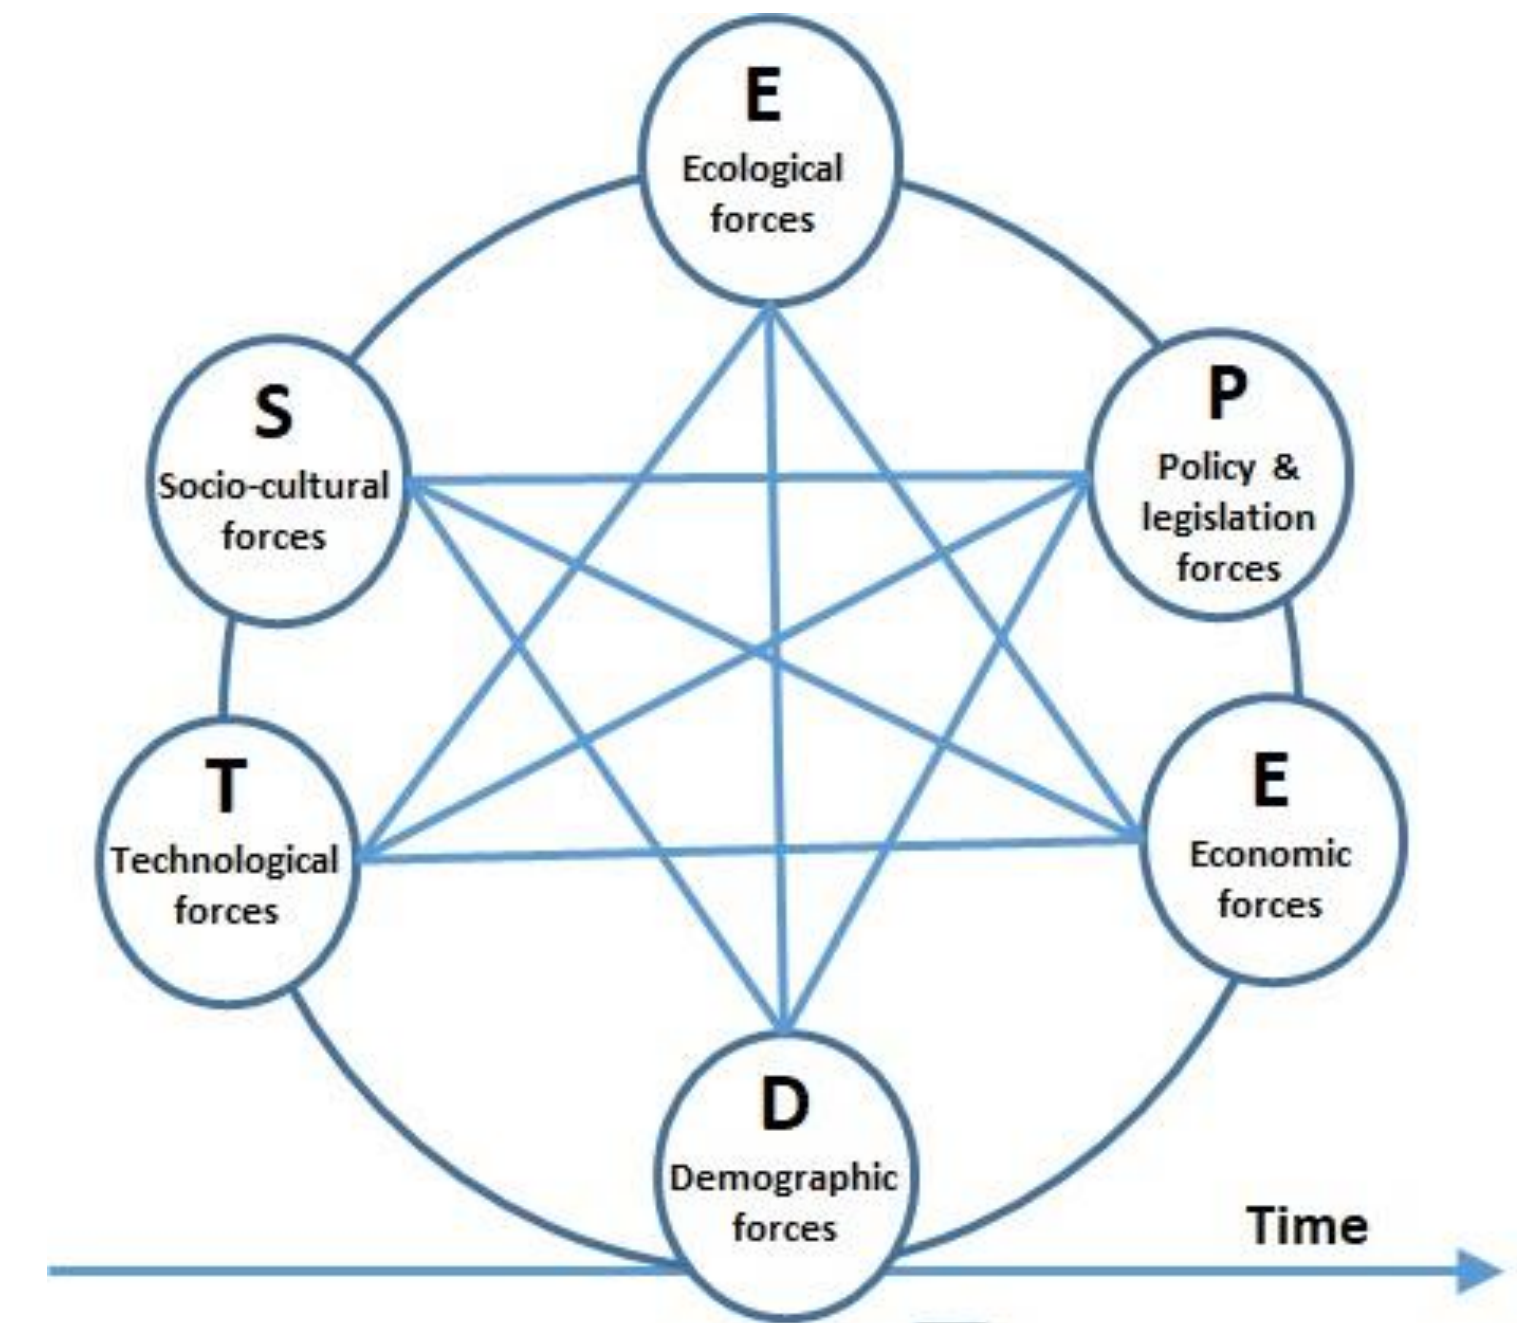 E
Ecological
forces
S
Socio-cultural
forces
P
Policy &
legislation
forces
T
Technological
forces
E
Economic
forces
D
Demographic
forces
Time